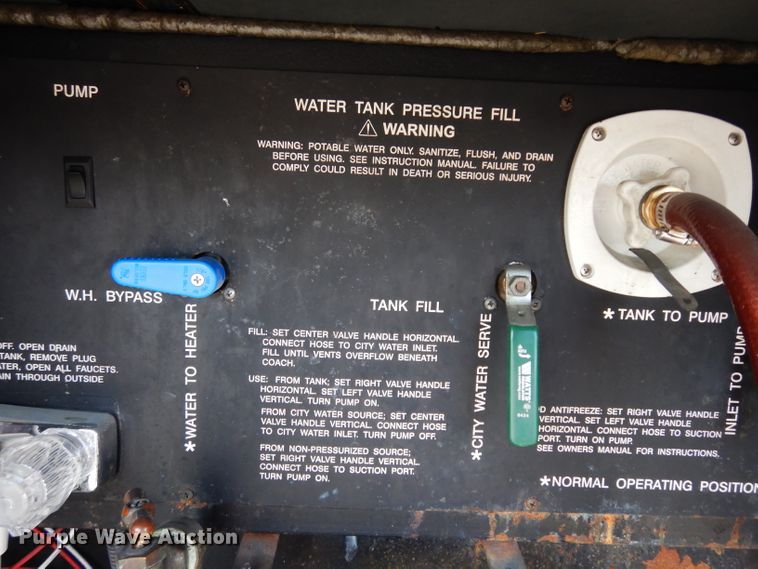 PUMP
WATER TANK PRESSURE FILL
WARNING
WARNING: POTABLE WATER ONLY. SANITIZE, FLUSH, AND DRAIN
BEFORE USING. SEE INSTRUCTION MANUAL. FAILURE TO
COMPLY COULD RESULT IN DEATH OR SERIOUS INJURY.
W.H. BYPASS
*WATER TO HEATER
OFF. OPEN DRAIN
TANK, REMOVE PLUG
ATER, OPEN ALL FAUCETS.
AIN THROUGH OUTSIDE
TANK FILL
FILL: SET CENTER VALVE HANDLE HORIZONTAL.
CONNECT HOSE TO CITY WATER INLET.
FILL UNTIL VENTS OVERFLOW BENEATH
COACH.
USE: FROM TANK; SET RIGHT VALVE HANDLE
HORIZONTAL. SET LEFT VALVE HANDLE
VERTICAL. TURN PUMP ON.
FROM CITY WATER SOURCE; SET CENTER
VALVE HANDLE VERTICAL. CONNECT HOSE
TO CITY WATER INLET. TURN PUMP OFF.
FROM NON-PRESSURIZED SOURCE;
SET RIGHT VALVE HANDLE VERTICAL.
CONNECT HOSE TO SUCTION PORT.
TURN PUMP ON.
*CITY WATER SERVE
WATTS
*TANK TO PUMP
INLET TO PUMP
D ANTIFREEZE: SET RIGHT VALVE HANDLE
VERTICAL. SET LEFT VALVE HANDLE
HORIZONTAL CONNECT HOSE TO SUCTION
PORT. TURN ON PUMP.
SEE OWNERS MANUAL FOR INSTRUCTIONS.
*NORMAL OPERATING POSITION
Purple Wave Auction